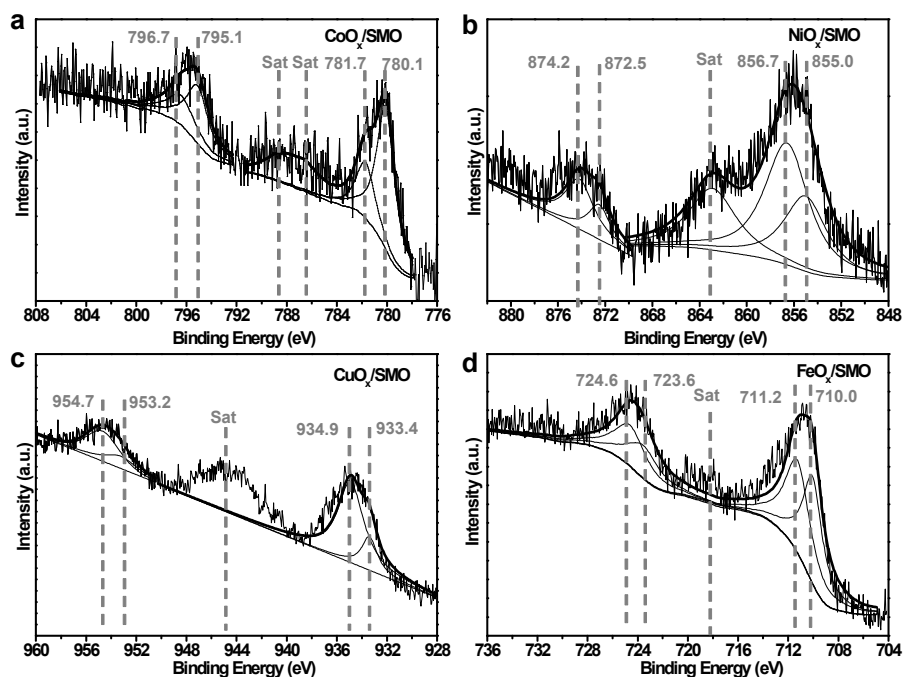 a
CoOx/SMO
796.7
795.1
Sat
Sat
781.7
780.1
Intensity (a.u.)
808
804
800
796
792
788
784
780
776
Binding Energy (eV)
b
NiOx/SMO
874.2
872.5
Sat
856.7
855.0
Intensity (a.u.)
880
876
872
868
864
860
856
852
848
Binding Energy (eV)
c
CuOx/SMO
954.7
953.2
Sat
934.9
933.4
Intensity (a.u.)
960
956
952
948
944
940
936
932
928
Binding Energy (eV)
d
FeOx/SMO
724.6
723.6
Sat
711.2
710.0
Intensity (a.u.)
736
732
728
724
720
716
712
708
704
Binding Energy (eV)